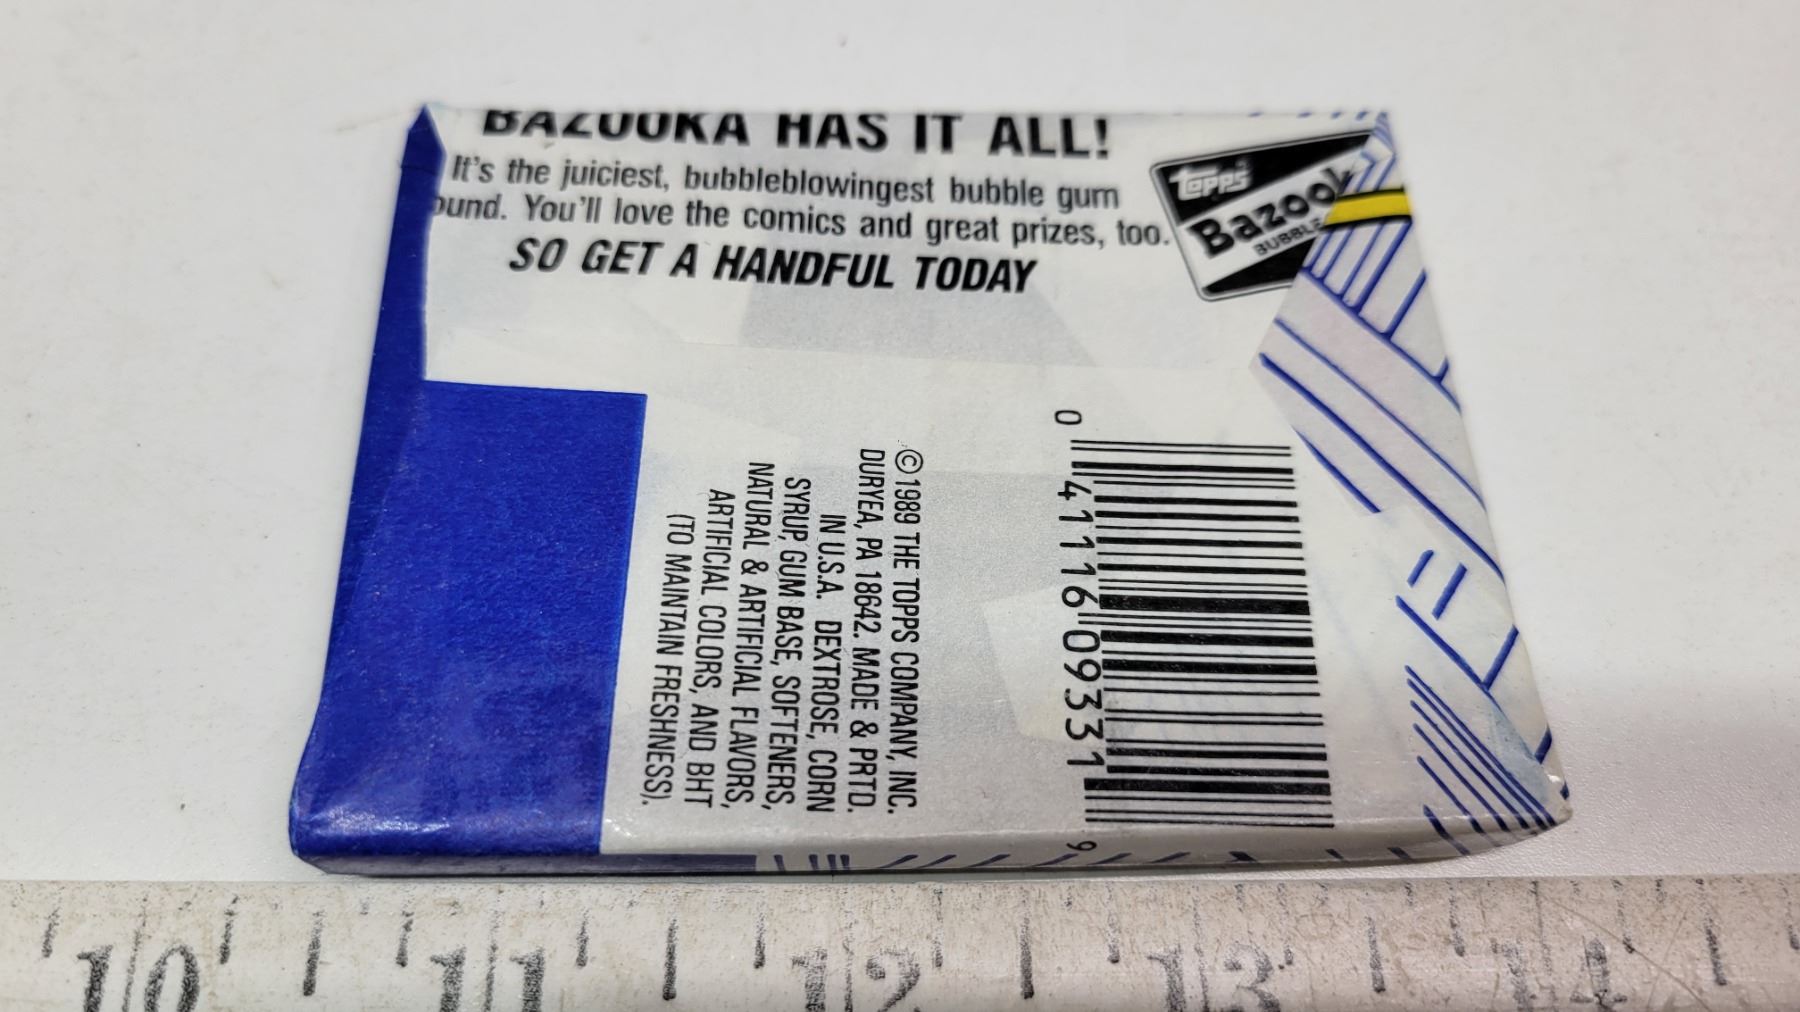 BAZOOKA HAS IT ALL!
It's the juiciest, bubbleblowingest bubble gum
ound. You'll love the comics and great prizes, too.
SO GET A HANDFUL TODAY
topps
Bazook
BUBBLE
© 1989 THE TOPPS COMPANY, INC.
DURYEA, PA 18642. MADE & PRTD.
IN U.S.A. DEXTROSE, CORN
SYRUP, GUM BASE, SOFTENERS,
NATURAL & ARTIFICIAL FLAVORS,
ARTIFICIAL COLORS, AND BHT
(TO MAINTAIN FRESHNESS).
0 41116 09331 9
10 11 12 13 14